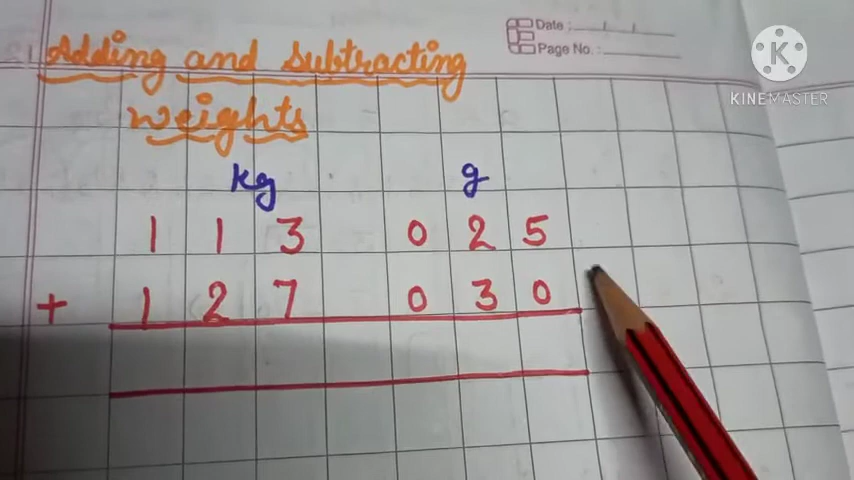 Date :
Page No. :
KINEMASTER
Adding and Subtracting
Weights
kg g
1 1 3 0 2 5
+ 1 2 7 0 3 0